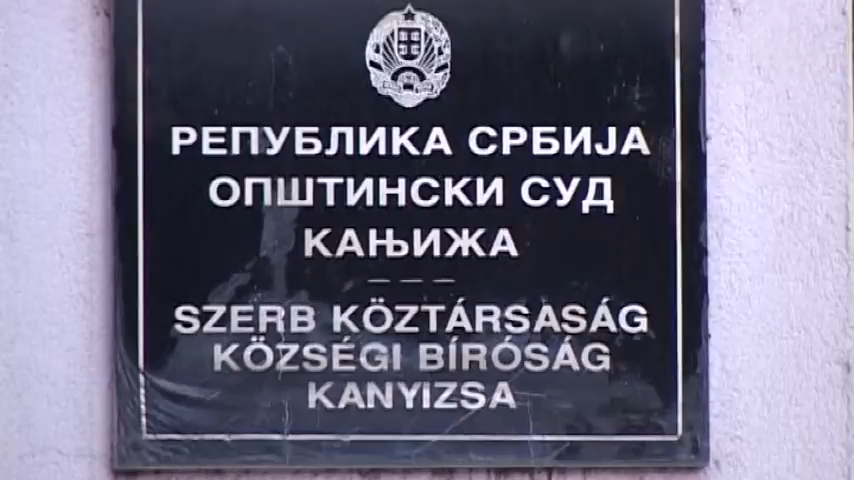 РЕПУБЛИКА СРБИЈА
ОПШТИНСКИ СУД
КАЊИЖА
SZERB KÖZTÁRSASÁG
KÖZSÉGI BÍRÓSÁG
KANYIZSA